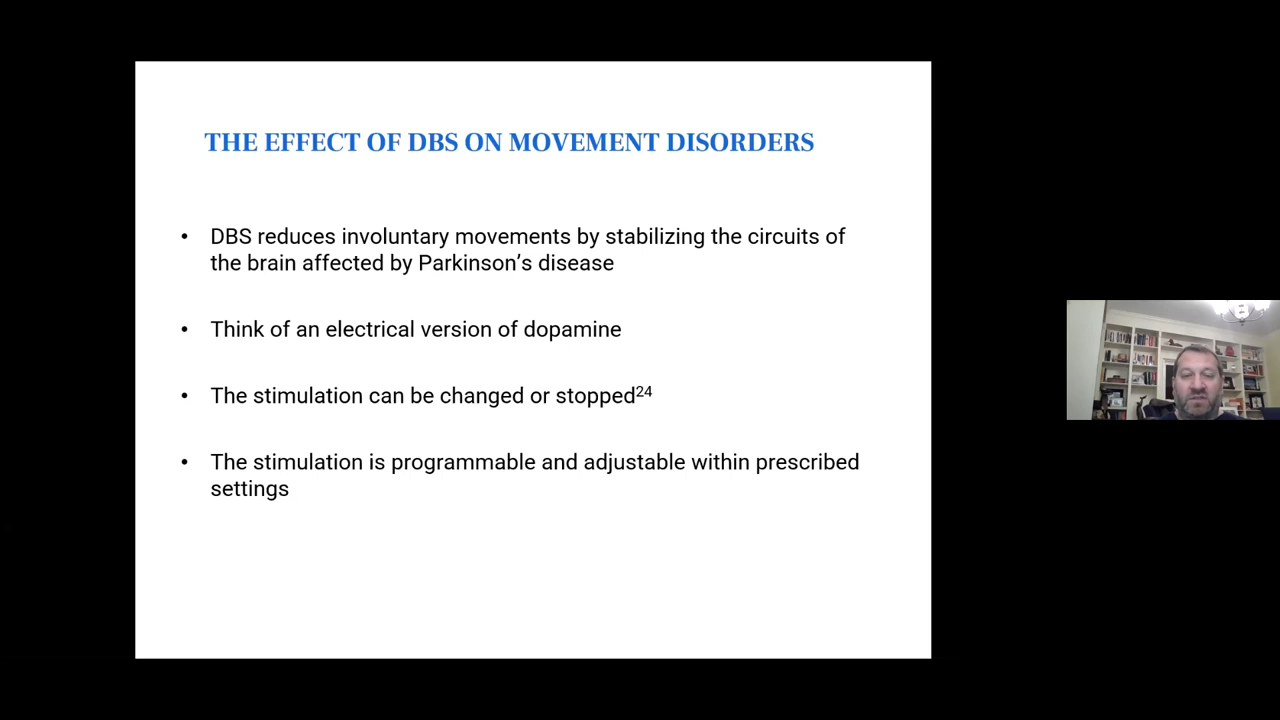 THE EFFECT OF DBS ON MOVEMENT DISORDERS
• DBS reduces involuntary movements by stabilizing the circuits of
the brain affected by Parkinson’s disease
• Think of an electrical version of dopamine
• The stimulation can be changed or stopped²⁴
• The stimulation is programmable and adjustable within prescribed
settings